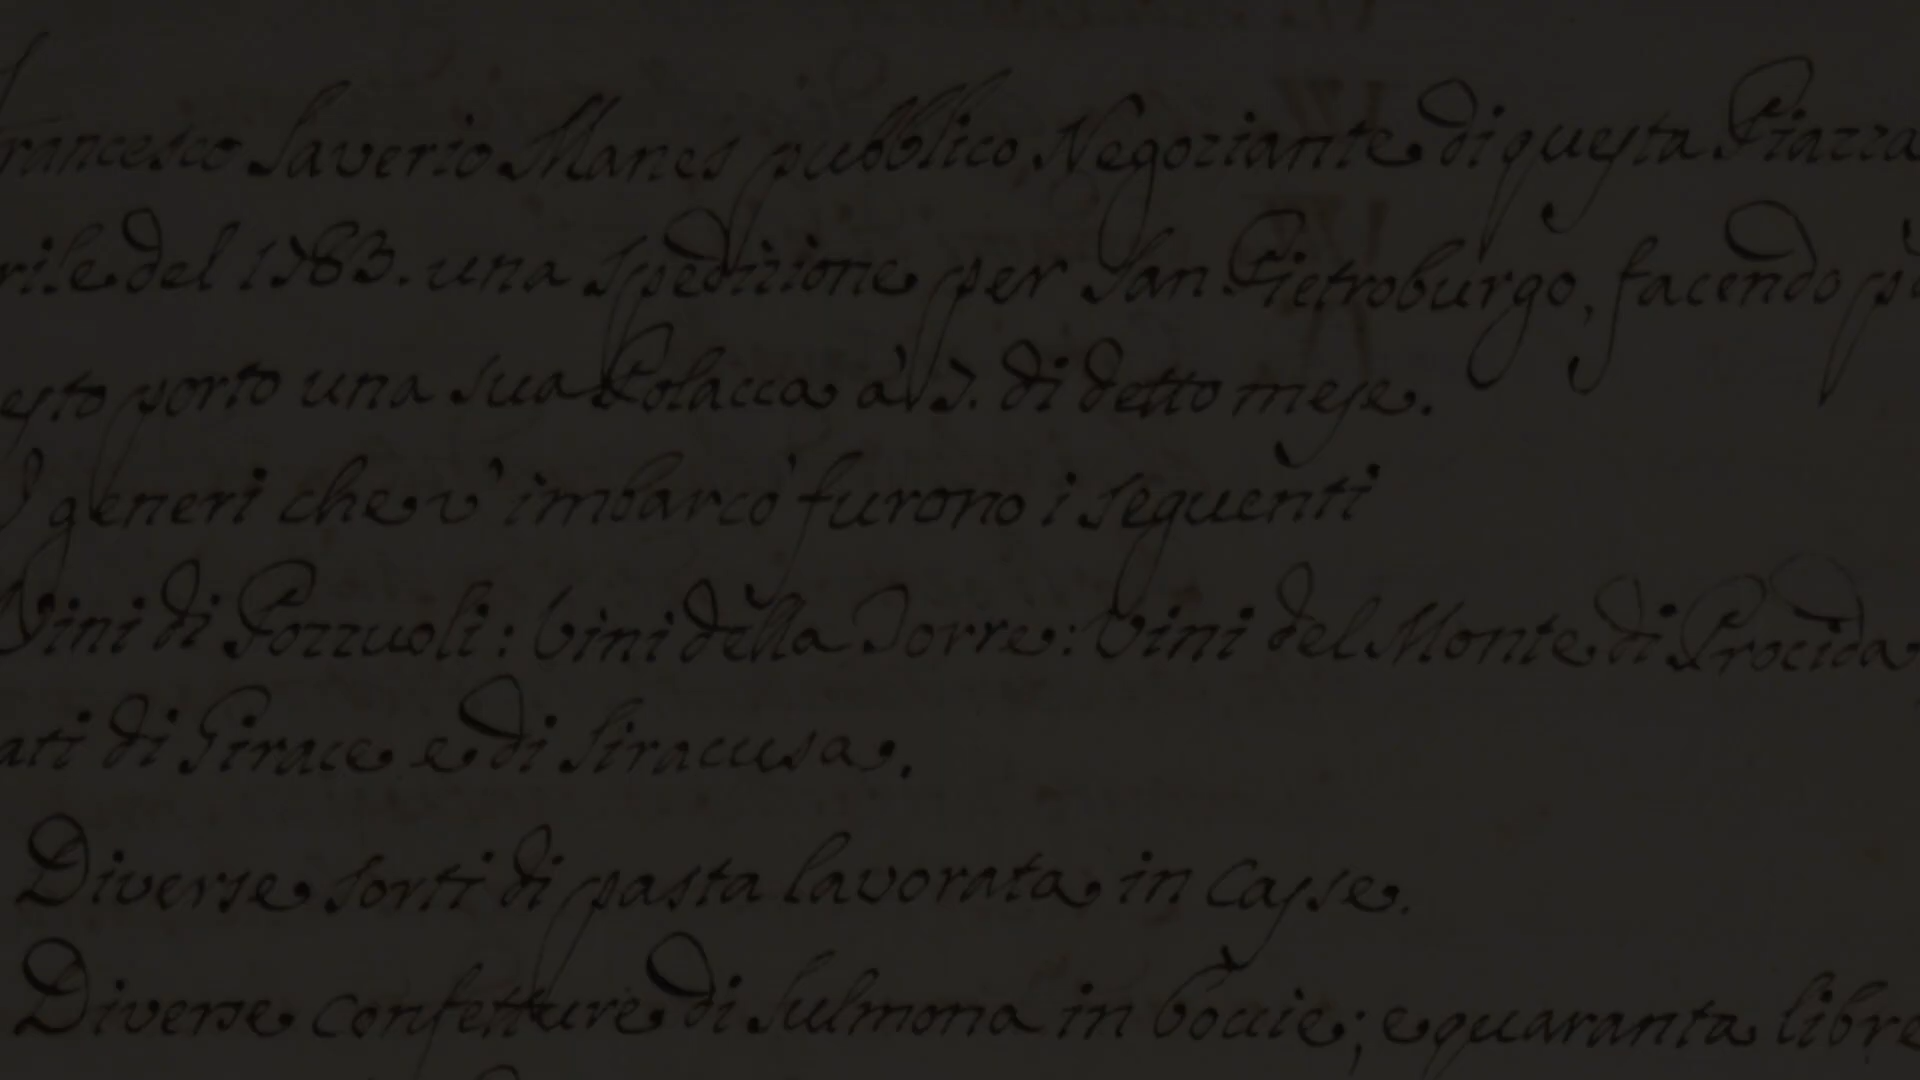 Francesco Saverio Manes pubblico Negoziante di questa Piazza
rile del 1783. una Spedizione per San Pietroburgo, facendo
esto porto una sua Polacca a' 17. di detto mese.
I generi che v' imbarcò furono i seguenti
Vini di Pozzuoli: Vini della Torre: Vini del Monte di Procida
ati di Girace e di Siracusa.
Diverse sorti di pasta lavorata in Casse.
Diverse confetture di Sulmona in boccie; e quaranta libre